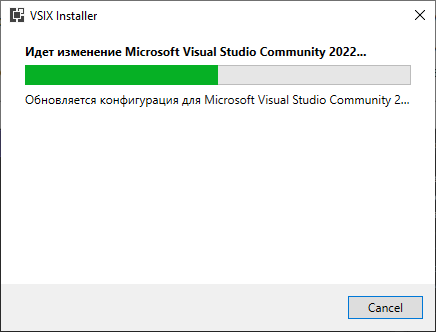 VSIX Installer
Идет изменение Microsoft Visual Studio Community 2022...
Обновляется конфигурация для Microsoft Visual Studio Community 2...
Cancel